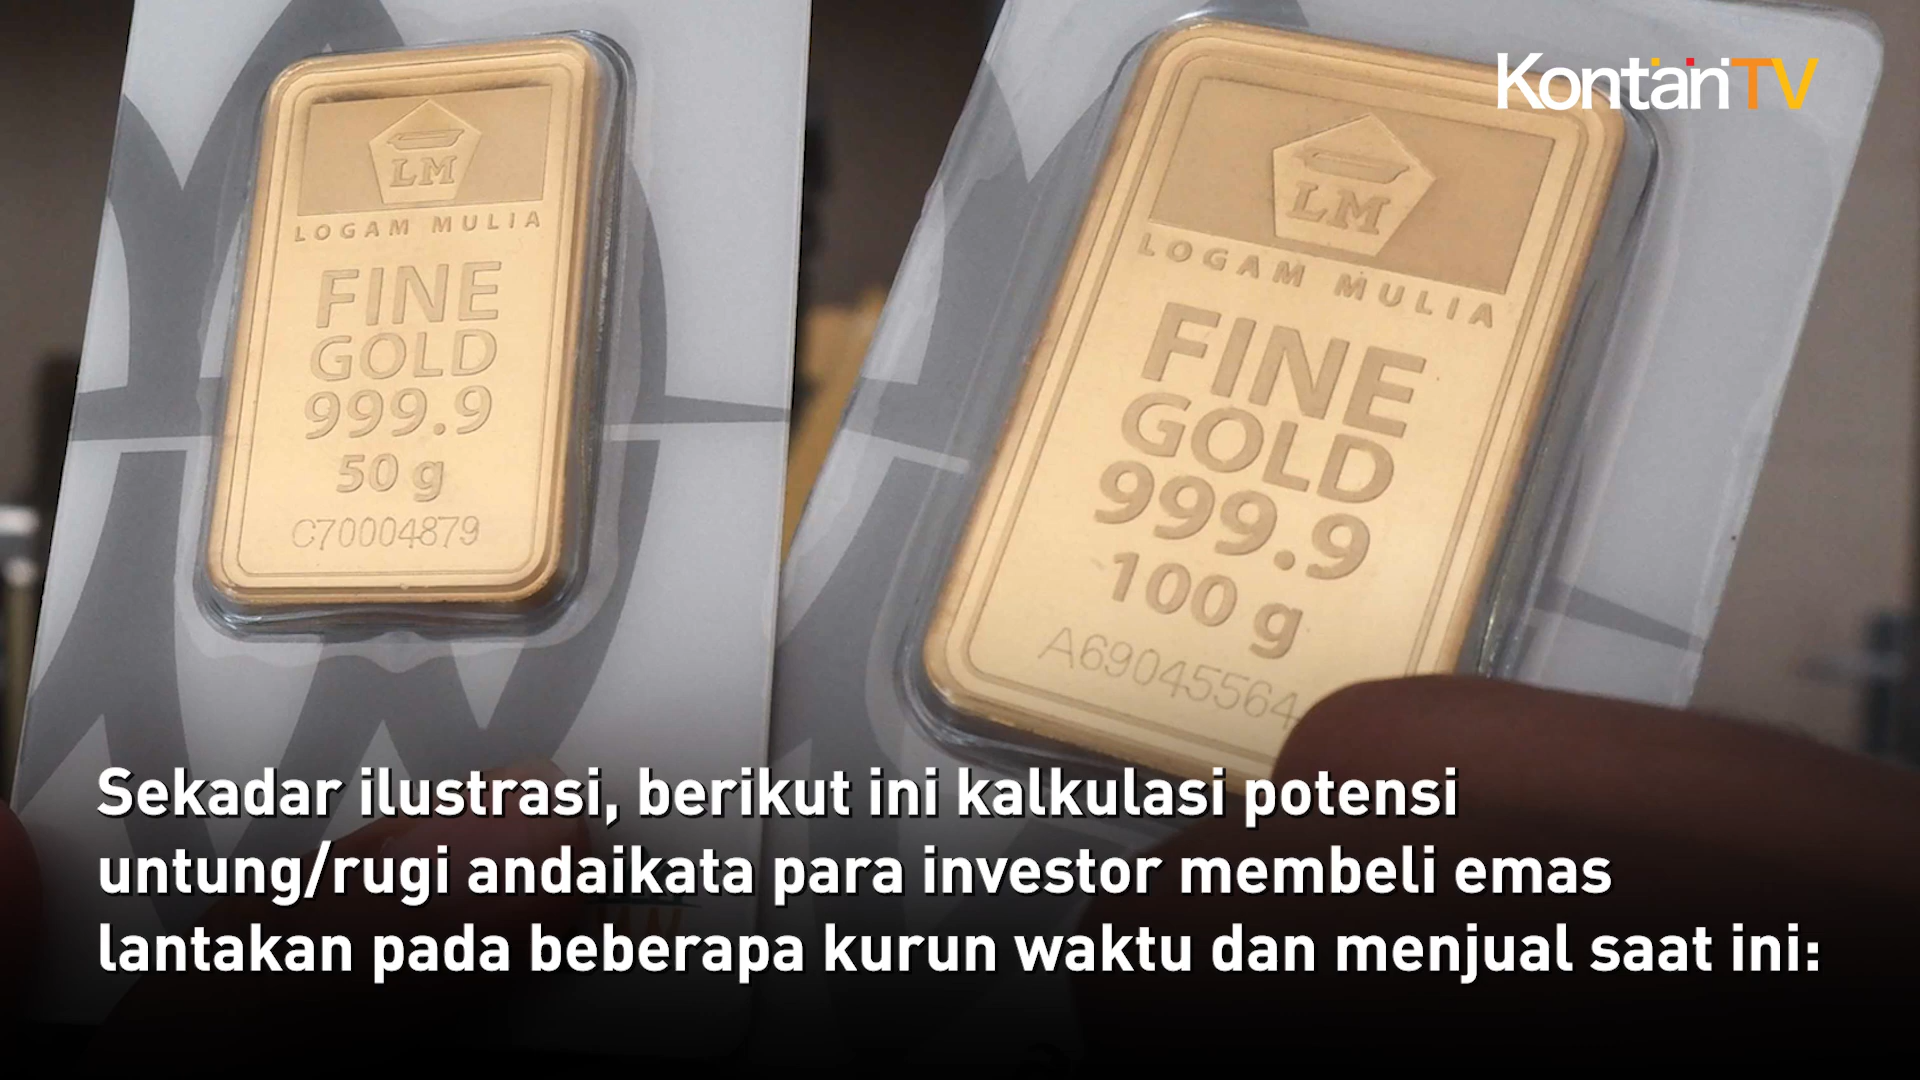 KontanTV
LM
LOGAM MULIA
FINE
GOLD
999.9
50 g
C70004879
LM
LOGAM MULIA
FINE
GOLD
999.9
100 g
A69045564
Sekadar ilustrasi, berikut ini kalkulasi potensi
untung/rugi andaikata para investor membeli emas
lantakan pada beberapa kurun waktu dan menjual saat ini: